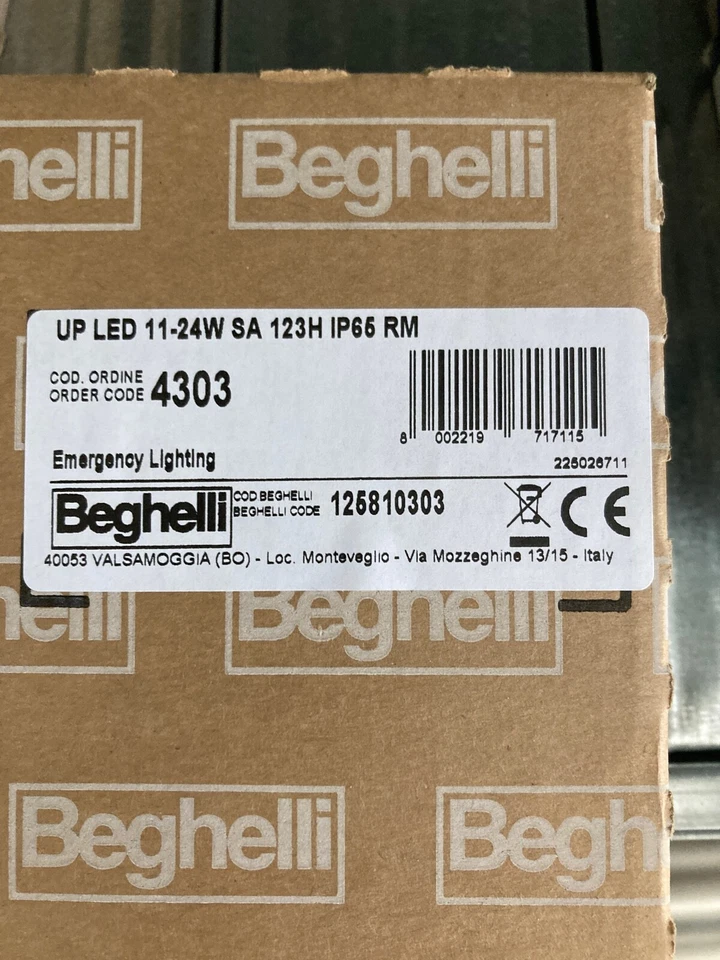 Beghelli
UP LED 11-24W SA 123H IP65 RM
COD. ORDINE
ORDER CODE 4303
8 002219 717115
Emergency Lighting
225026711
Beghelli
COD BEGHELLI
BEGHELLI CODE 125810303
CE
40053 VALSAMOGGIA (BO) - Loc. Monteveglio - Via Mozzeghine 13/15 - Italy
Beghelli
Beghelli